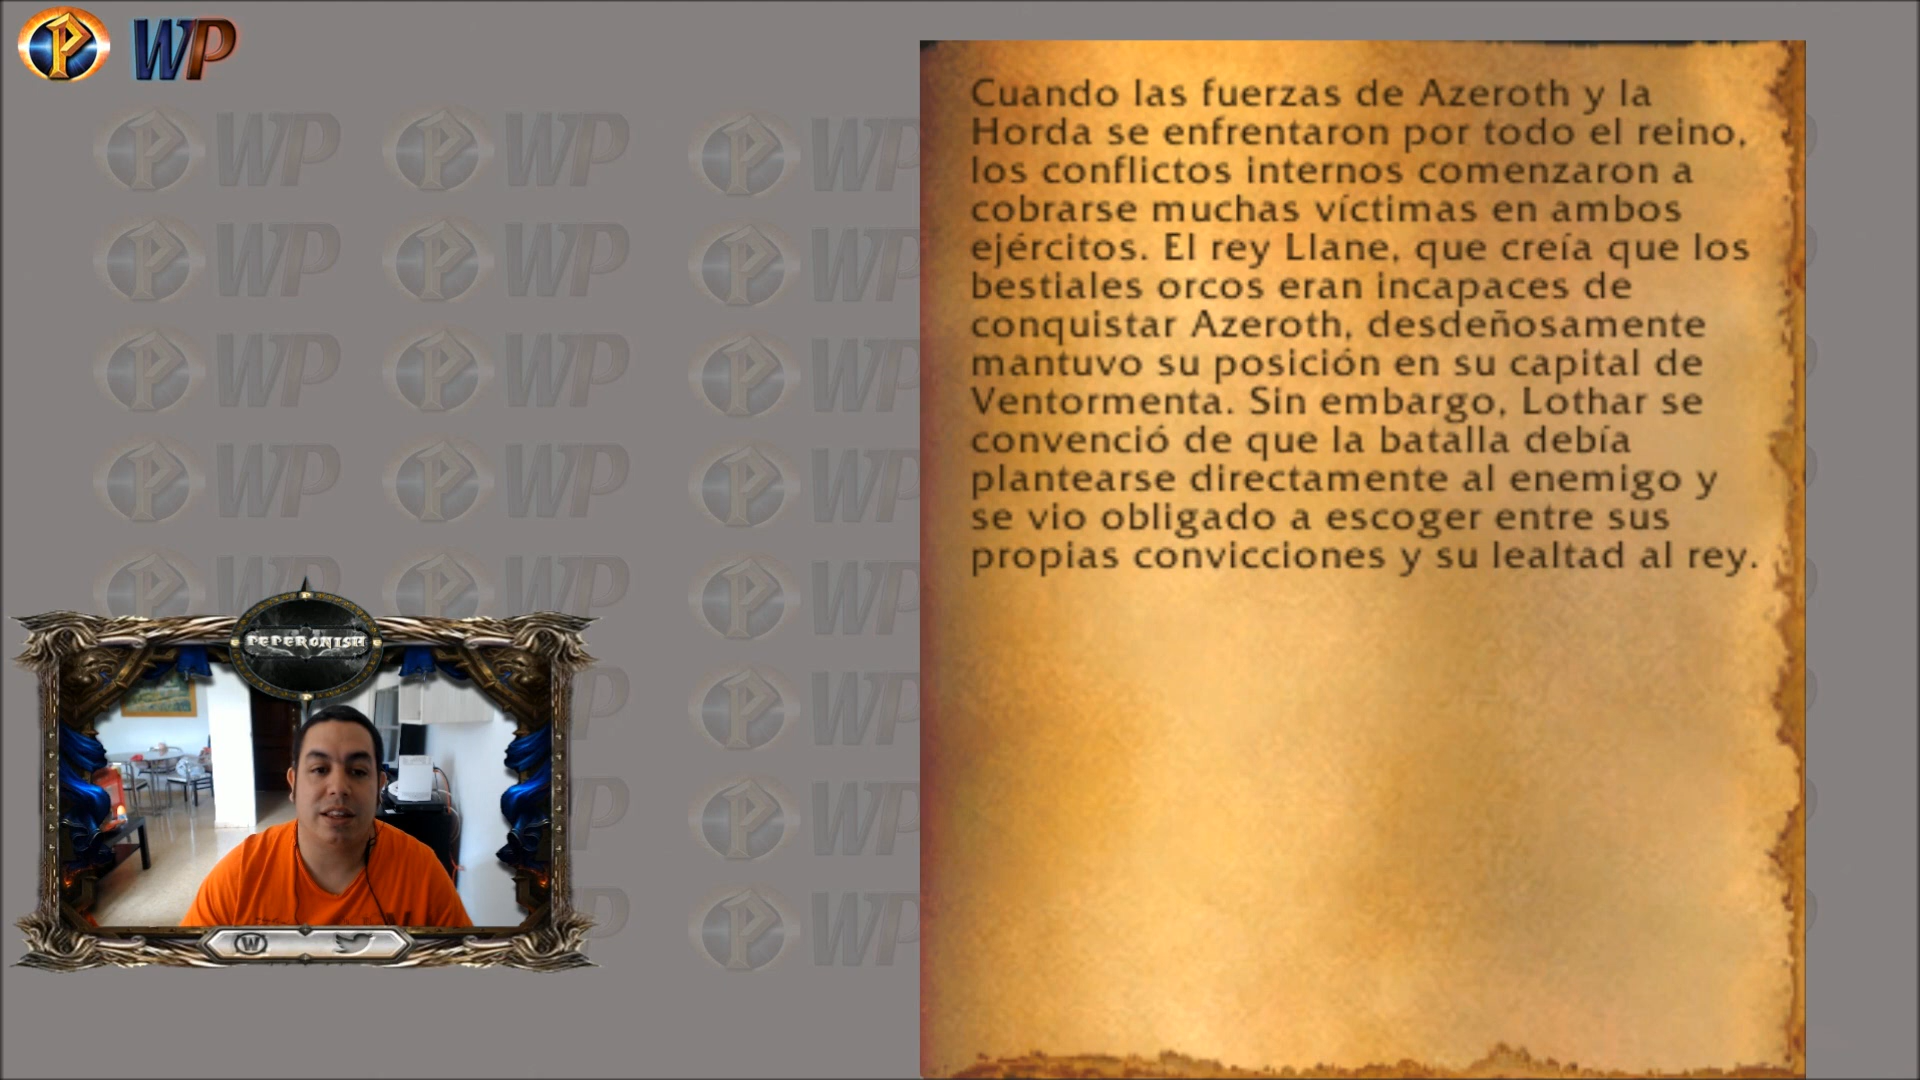 P WP
Cuando las fuerzas de Azeroth y la
Horda se enfrentaron por todo el reino,
los conflictos internos comenzaron a
cobrarse muchas víctimas en ambos
ejércitos. El rey Llane, que creía que los
bestiales orcos eran incapaces de
conquistar Azeroth, desdeñosamente
mantuvo su posición en su capital de
Ventormenta. Sin embargo, Lothar se
convenció de que la batalla debía
plantearse directamente al enemigo y
se vio obligado a escoger entre sus
propias convicciones y su lealtad al rey.
PEPERONISH
W